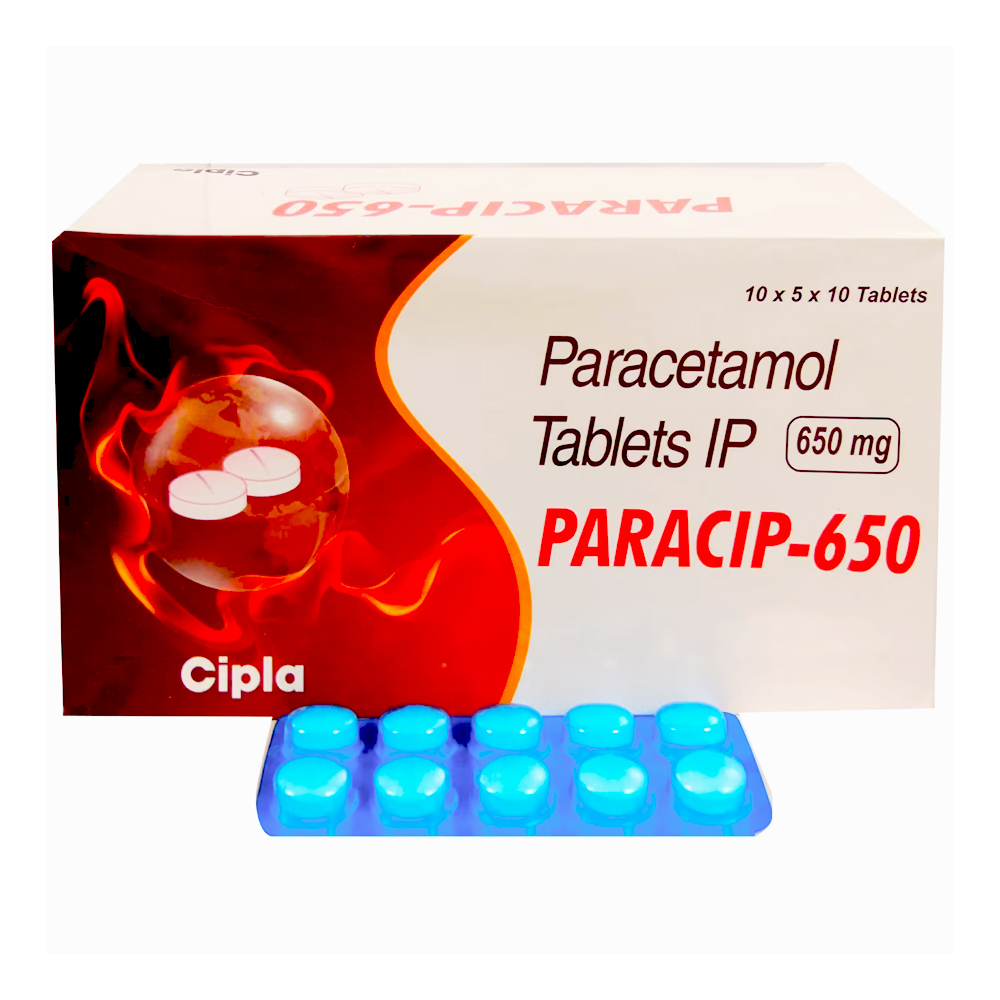 Cipla
PARACIP-650
10 x 5 x 10 Tablets
Paracetamol
Tablets IP 650 mg
PARACIP-650
Cipla